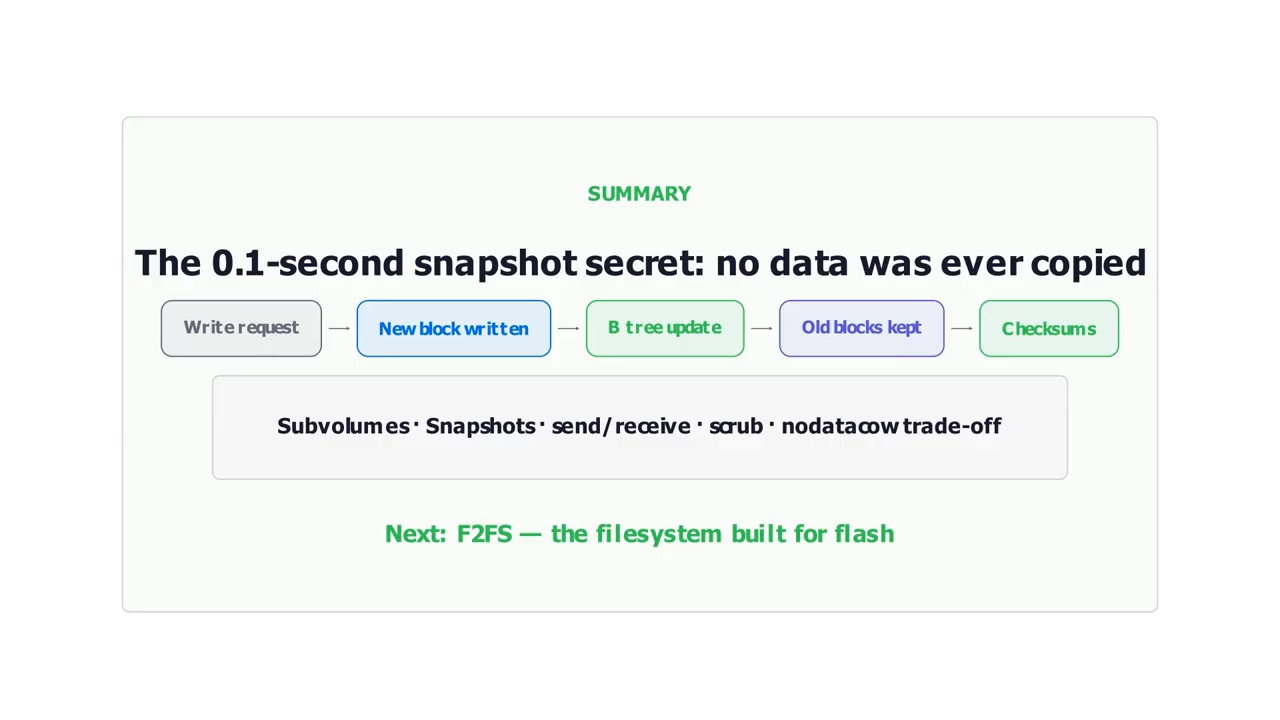 SUMMARY
The 0.1-second snapshot secret: no data was ever copied
Write request
New block written
B tree update
Old blocks kept
Checksums
Subvolumes · Snapshots · send/receive · scrub · nodatacow trade-off
Next: F2FS — the filesystem built for flash